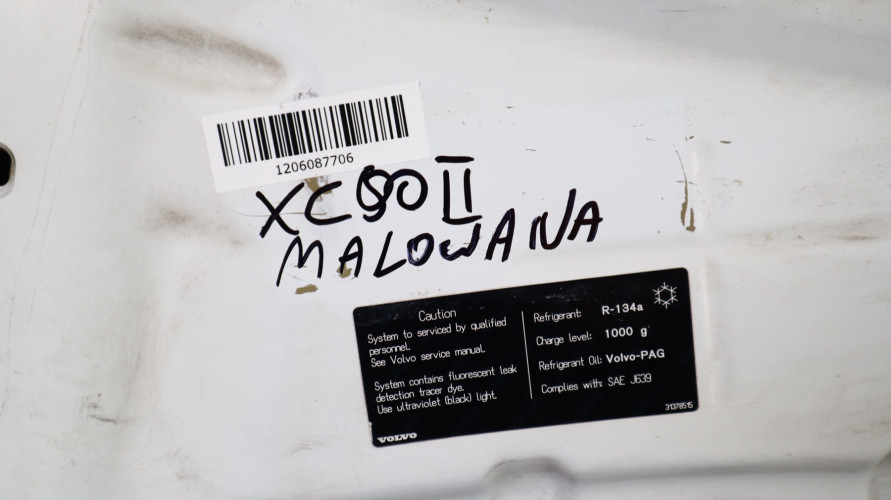 1206087706
XC90 II
MALOWANA
Caution
System to serviced by qualified
personnel.
See Volvo service manual.
System contains fluorescent leak
detection tracer dye.
Use ultraviolet (black) light.
VOLVO
Refrigerant: R-134a
Charge level: 1000 g
Refrigerant Oil: Volvo-PAG
Complies with: SAE J639
31378515